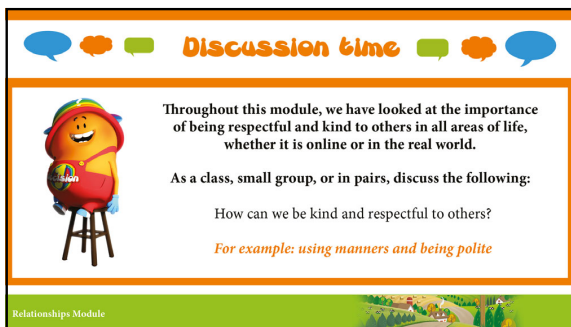 Discussion time
Throughout this module, we have looked at the importance
of being respectful and kind to others in all areas of life,
whether it is online or in the real world.
As a class, small group, or in pairs, discuss the following:
How can we be kind and respectful to others?
For example: using manners and being polite
Relationships Module